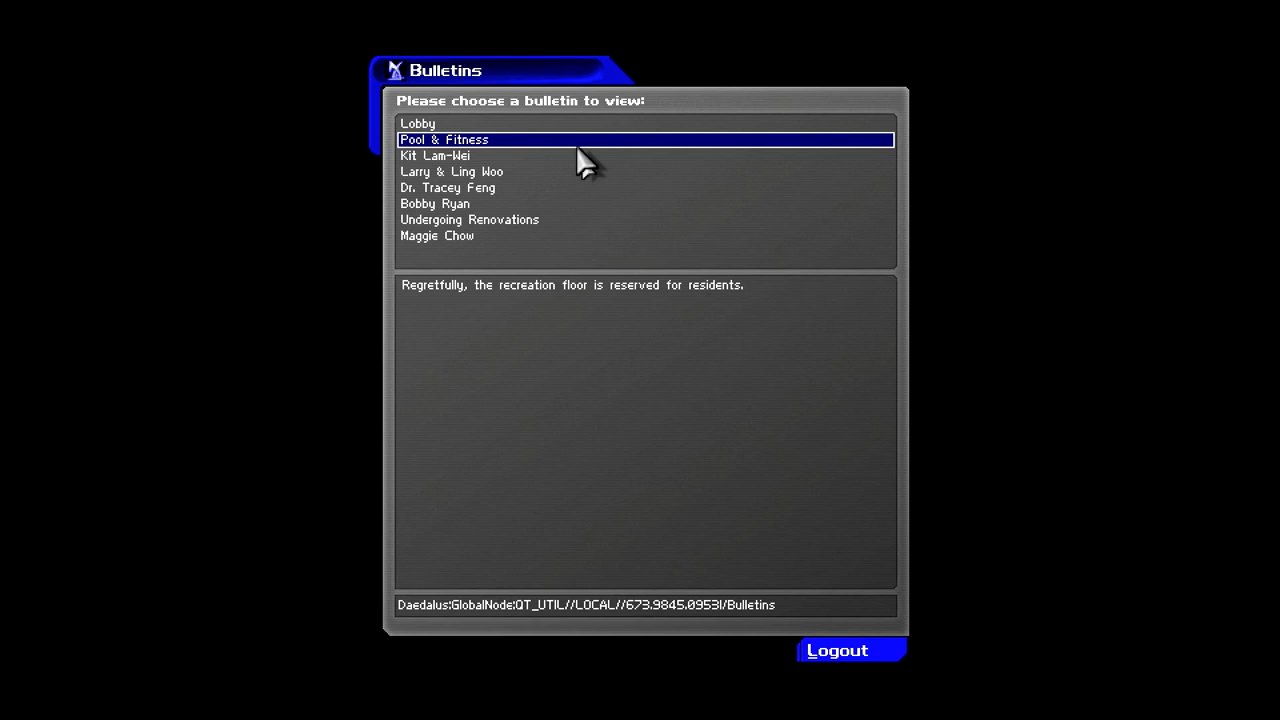 Bulletins
Please choose a bulletin to view:
Lobby
Pool & Fitness
Kit Lam-Wei
Larry & Ling Woo
Dr. Tracey Feng
Bobby Ryan
Undergoing Renovations
Maggie Chow
Regretfully, the recreation floor is reserved for residents.
Daedalus:GlobalNode:QT_UTIL//LOCAL//673.9845.09531/Bulletins
Logout